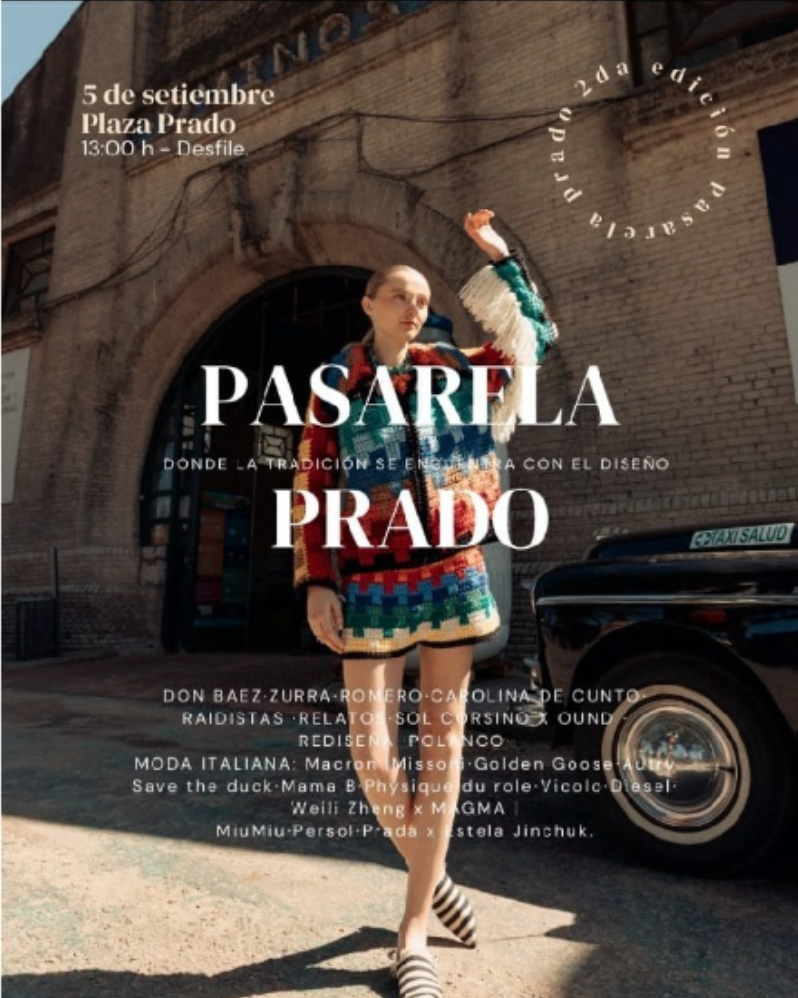 5 de setiembre
Plaza Prado
13:00 h – Desfile.
2da edición pasarela prado
PASARELA
DONDE LA TRADICIÓN SE ENCUENTRA CON EL DISEÑO
PRADO
TAXI SALUD
DON BAEZ·ZURRA·ROMERO·CAROLINA DE CUNTO·
RAIDISTAS ·RELATOS·SOL CORSINO X OUND ·
REDISEÑA POLANCO
MODA ITALIANA: Macron Missoni·Golden Goose·Autry
Save the duck·Mama B·Physique du role·Vicolo·Diesel·
Weili Zheng x MAGMA |
MiuMiu·Persol·Prada x Estela Jinchuk.